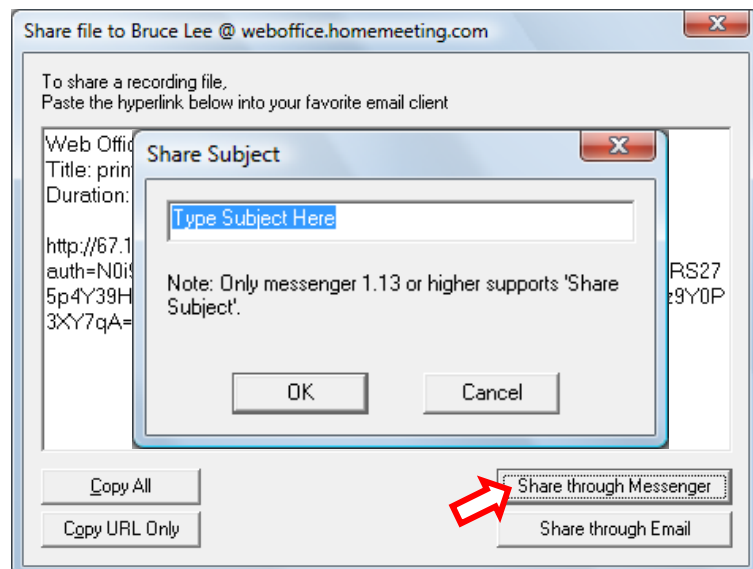 Share file to Bruce Lee @ weboffice.homemeeting.com
To share a recording file,
Paste the hyperlink below into your favorite email client
Web Offic
Title: prin
Duration:
http://67.1
auth=N0i
RS27
5p4Y39H
z9Y0P
3XY7qA=
Share Subject
Type Subject Here
Note: Only messenger 1.13 or higher supports 'Share
Subject'.
OK
Cancel
Copy All
Share through Messenger
Copy URL Only
Share through Email